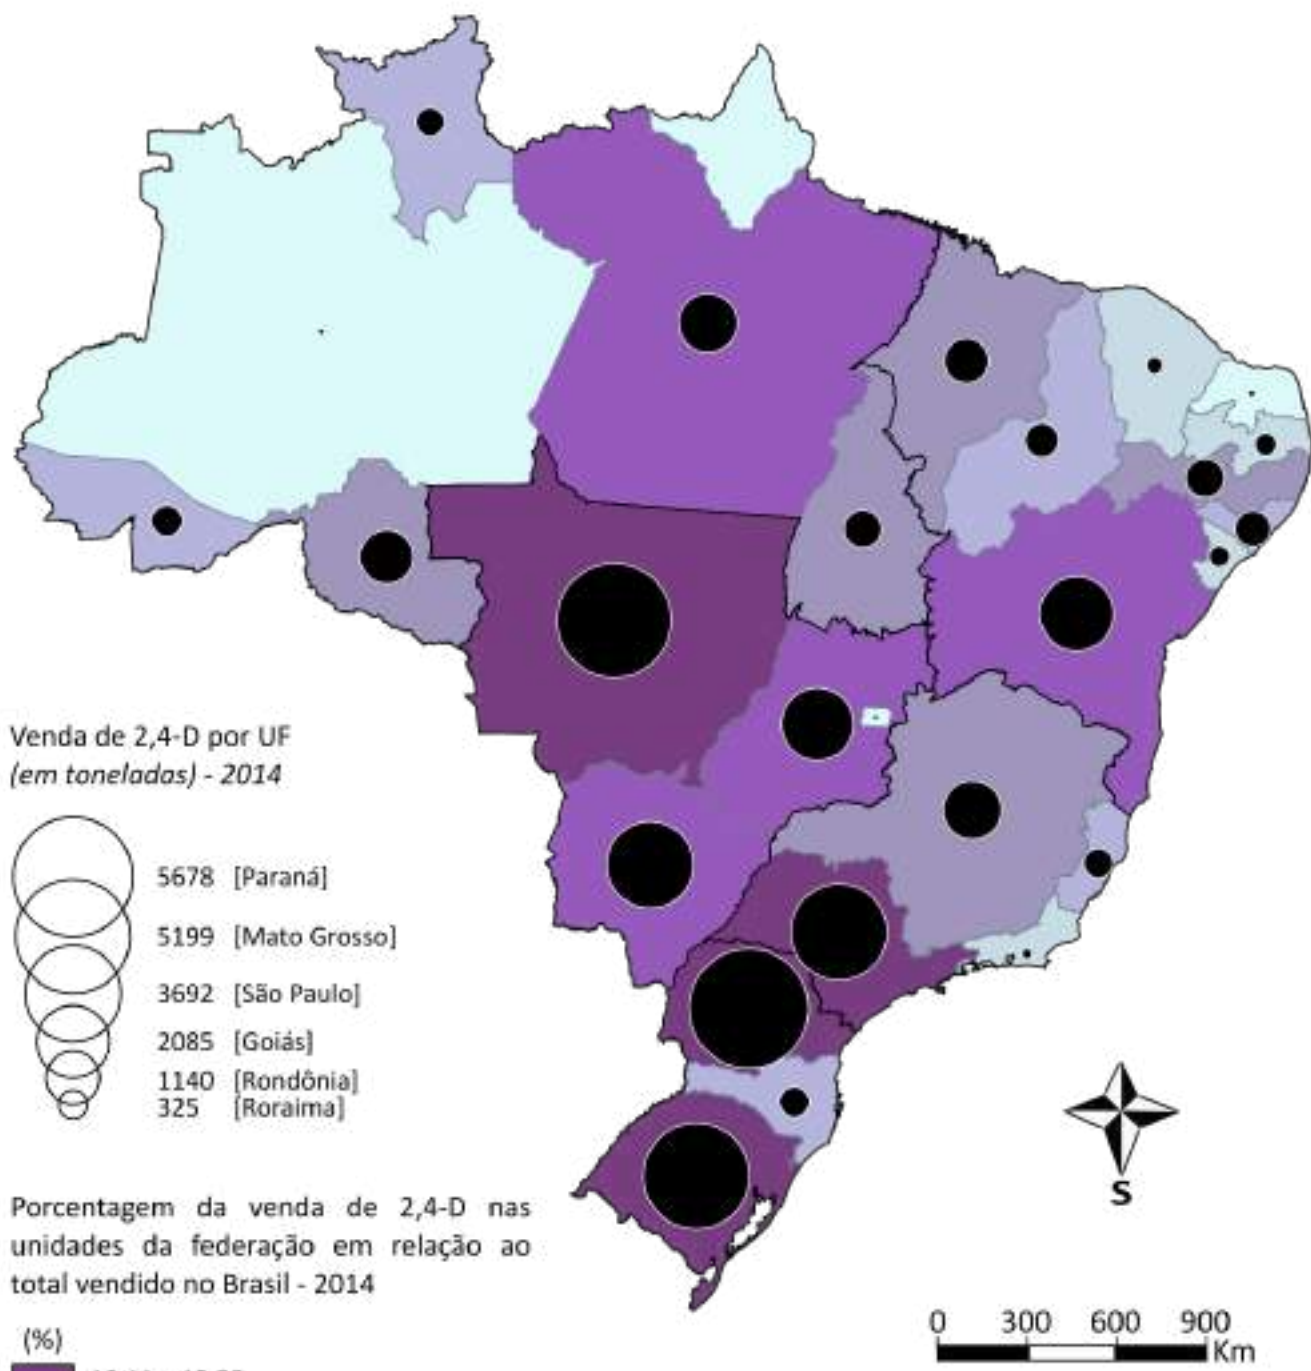 Venda de 2,4-D por UF
(em toneladas) - 2014
5678 [Paraná]
5199 [Mato Grosso]
3692 [São Paulo]
2085 [Goiás]
1140 [Rondônia]
325 [Roraima]
S
Porcentagem da venda de 2,4-D nas
unidades da federação em relação ao
total vendido no Brasil - 2014
0 300 600 900
Km
(%)